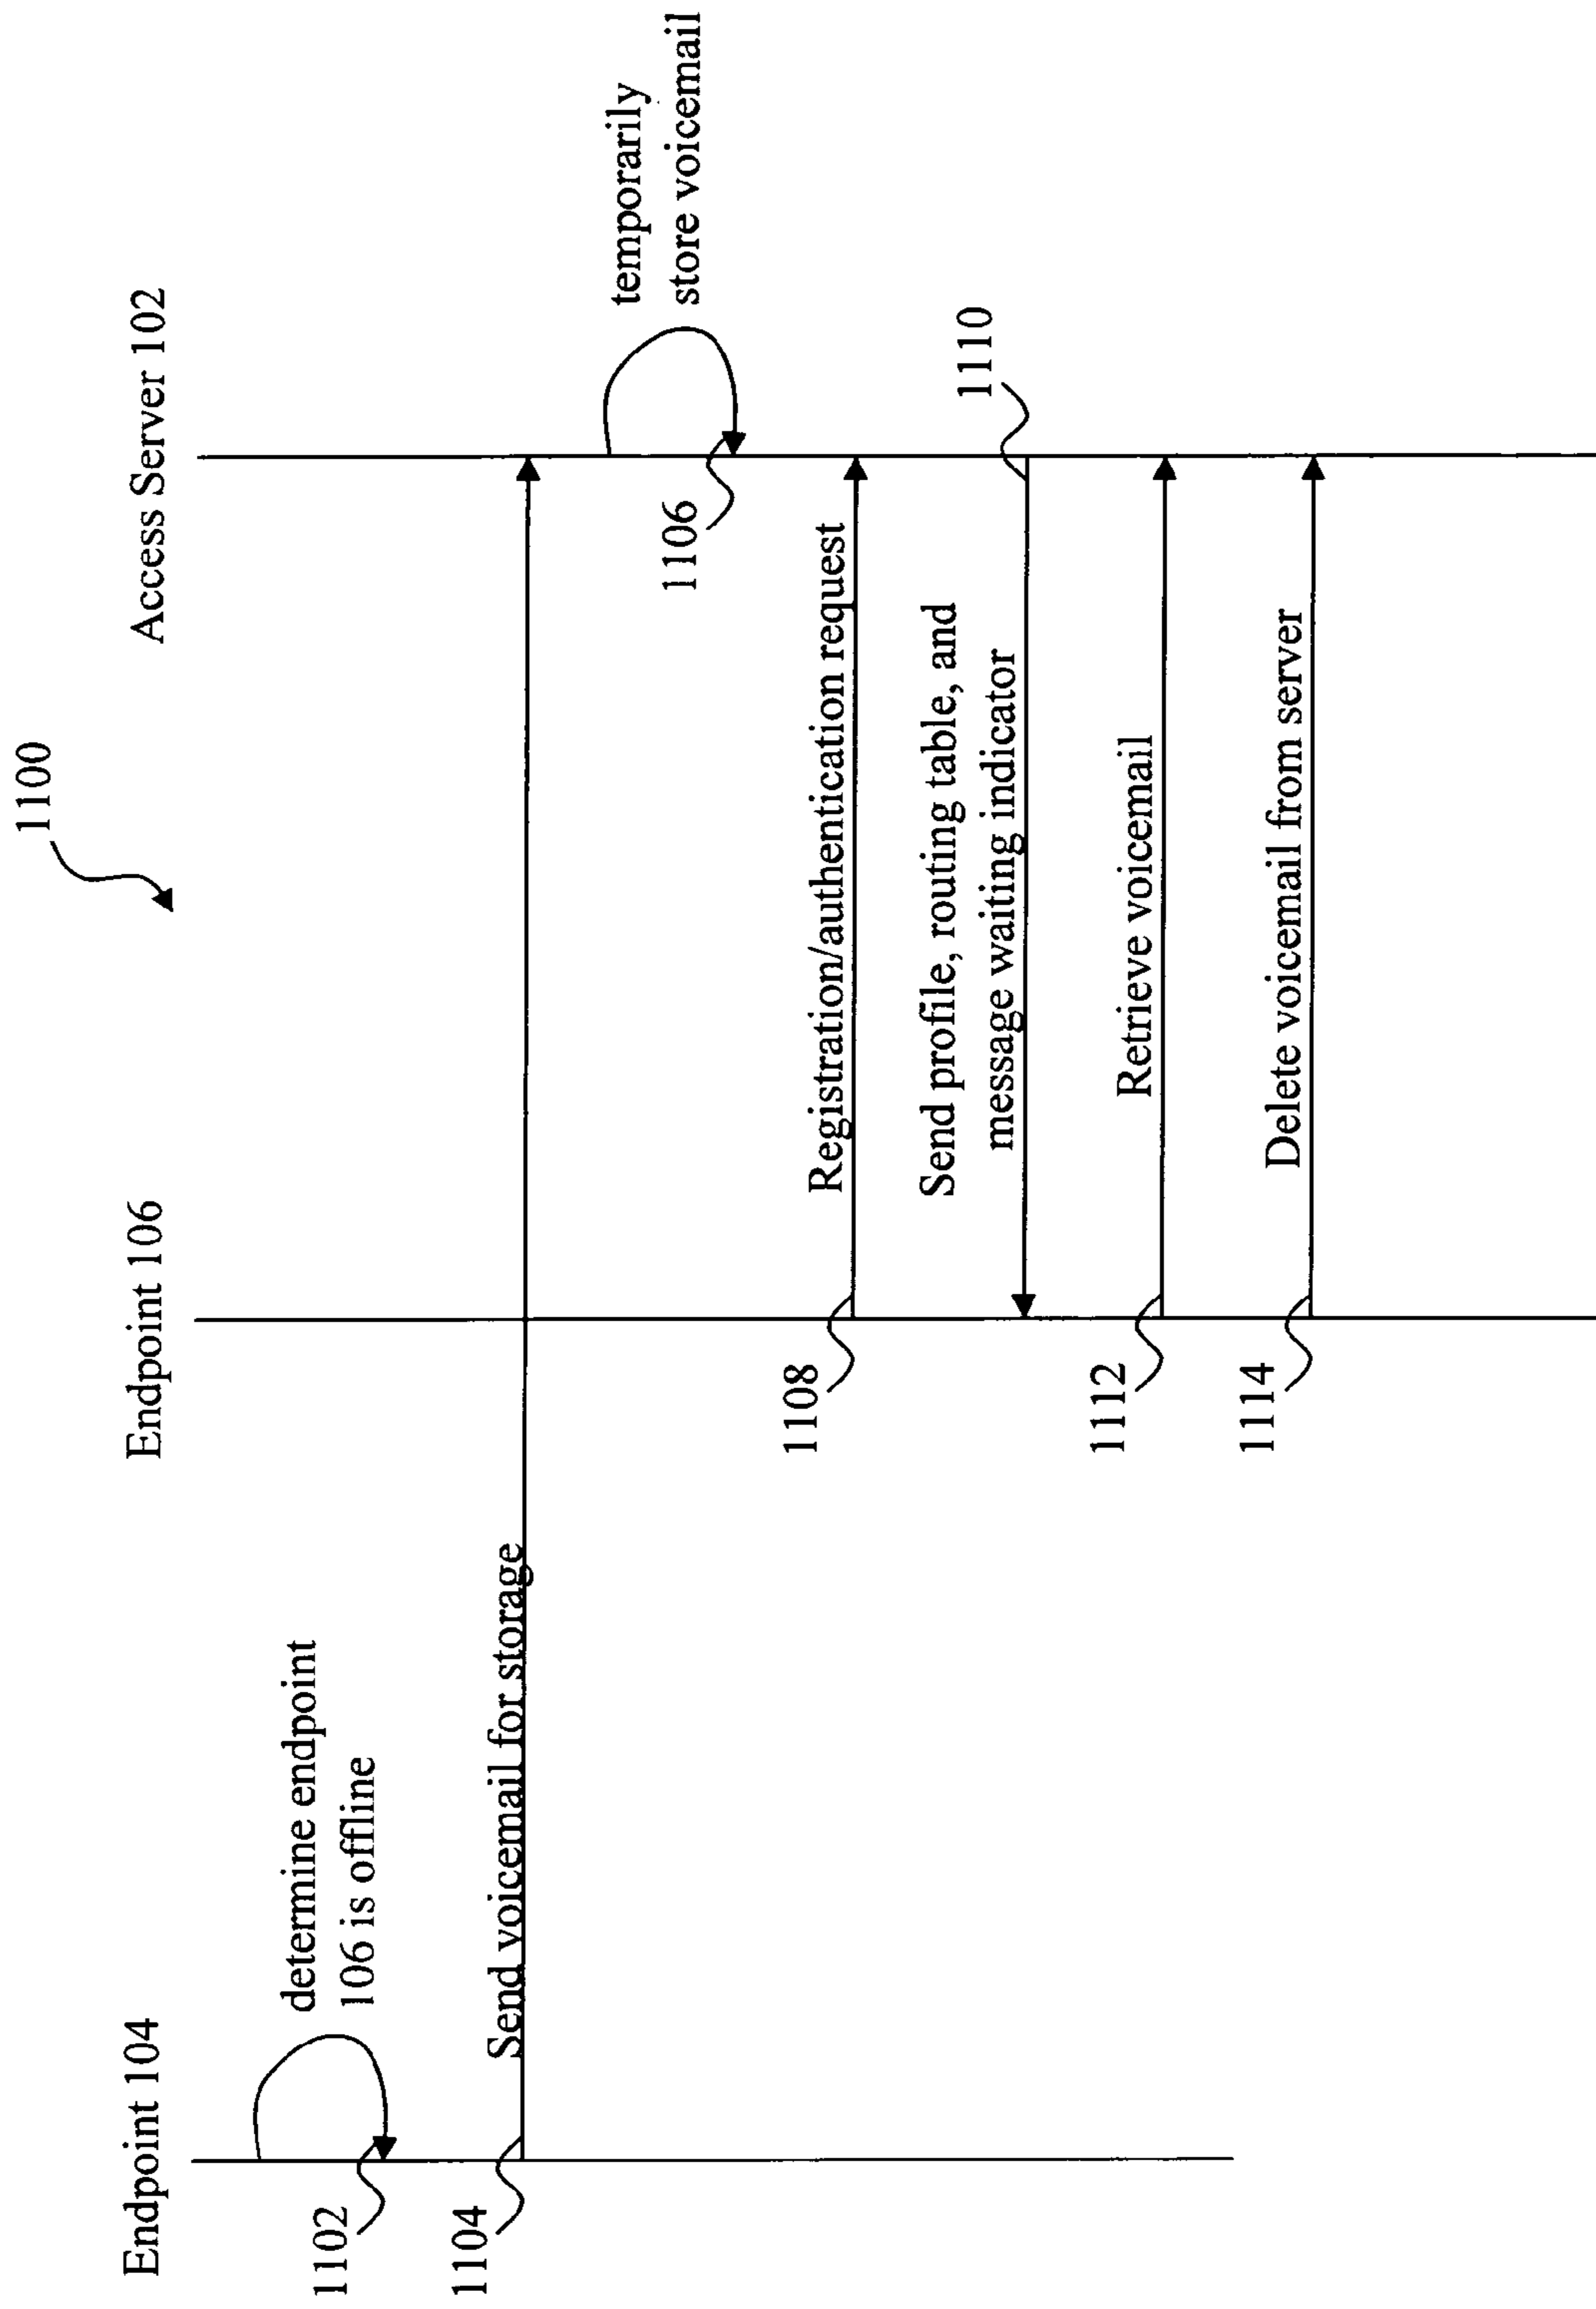 1100
Endpoint 104
Endpoint 106
Access Server 102
determine endpoint
106 is offline
1102
Send voicemail for storage
1104
temporarily
store voicemail
1106
Registration/authentication request
1108
Send profile, routing table, and
message waiting indicator
1110
Retrieve voicemail
1112
Delete voicemail from server
1114